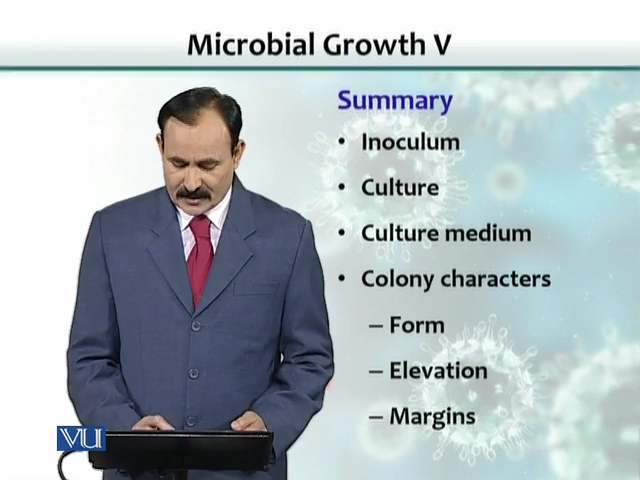 Microbial Growth V
Summary
• Inoculum
• Culture
• Culture medium
• Colony characters
– Form
– Elevation
– Margins
VU